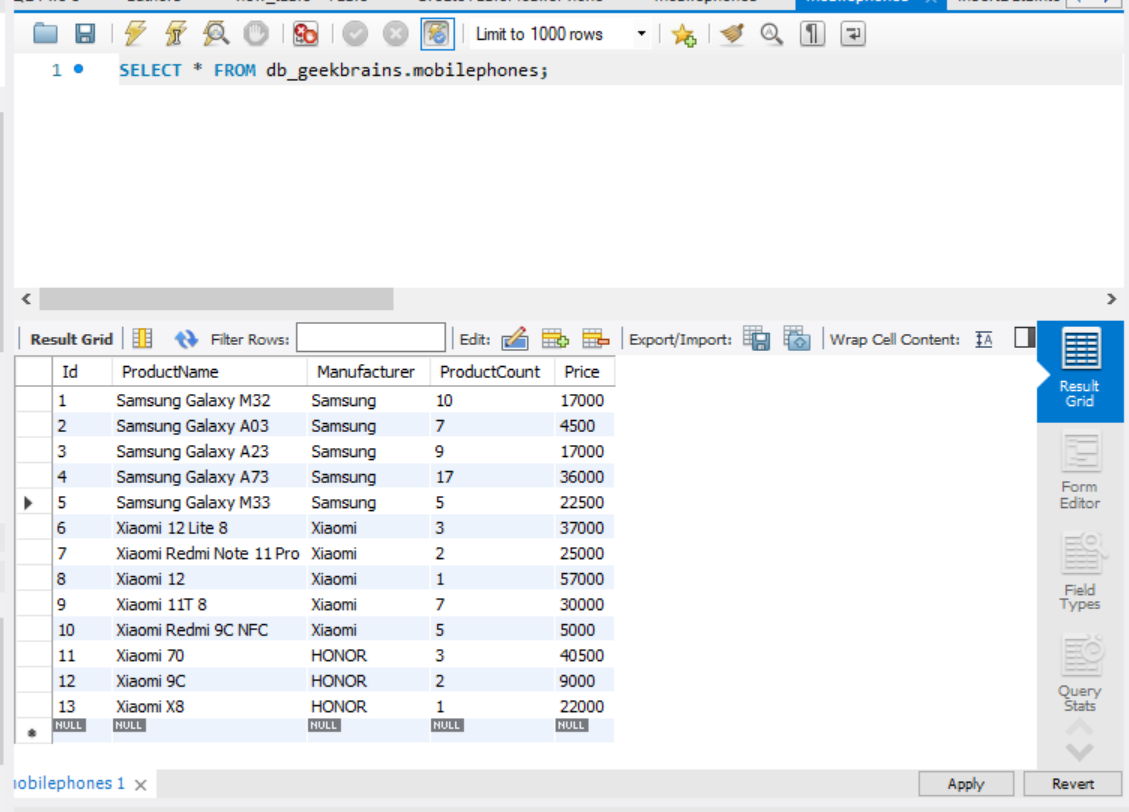 Limit to 1000 rows
1 SELECT * FROM db_geekbrains.mobilephones;
Result Grid Filter Rows: Edit: Export/Import: Wrap Cell Content: IA
Id ProductName Manufacturer ProductCount Price
1 Samsung Galaxy M32 Samsung 10 17000
2 Samsung Galaxy A03 Samsung 7 4500
3 Samsung Galaxy A23 Samsung 9 17000
4 Samsung Galaxy A73 Samsung 17 36000
5 Samsung Galaxy M33 Samsung 5 22500
6 Xiaomi 12 Lite 8 Xiaomi 3 37000
7 Xiaomi Redmi Note 11 Pro Xiaomi 2 25000
8 Xiaomi 12 Xiaomi 1 57000
9 Xiaomi 11T 8 Xiaomi 7 30000
10 Xiaomi Redmi 9C NFC Xiaomi 5 5000
11 Xiaomi 70 HONOR 3 40500
12 Xiaomi 9C HONOR 2 9000
13 Xiaomi X8 HONOR 1 22000
NULL NULL NULL NULL NULL
Result
Grid
Form
Editor
Field
Types
Query
Stats
mobilephones 1
Apply Revert